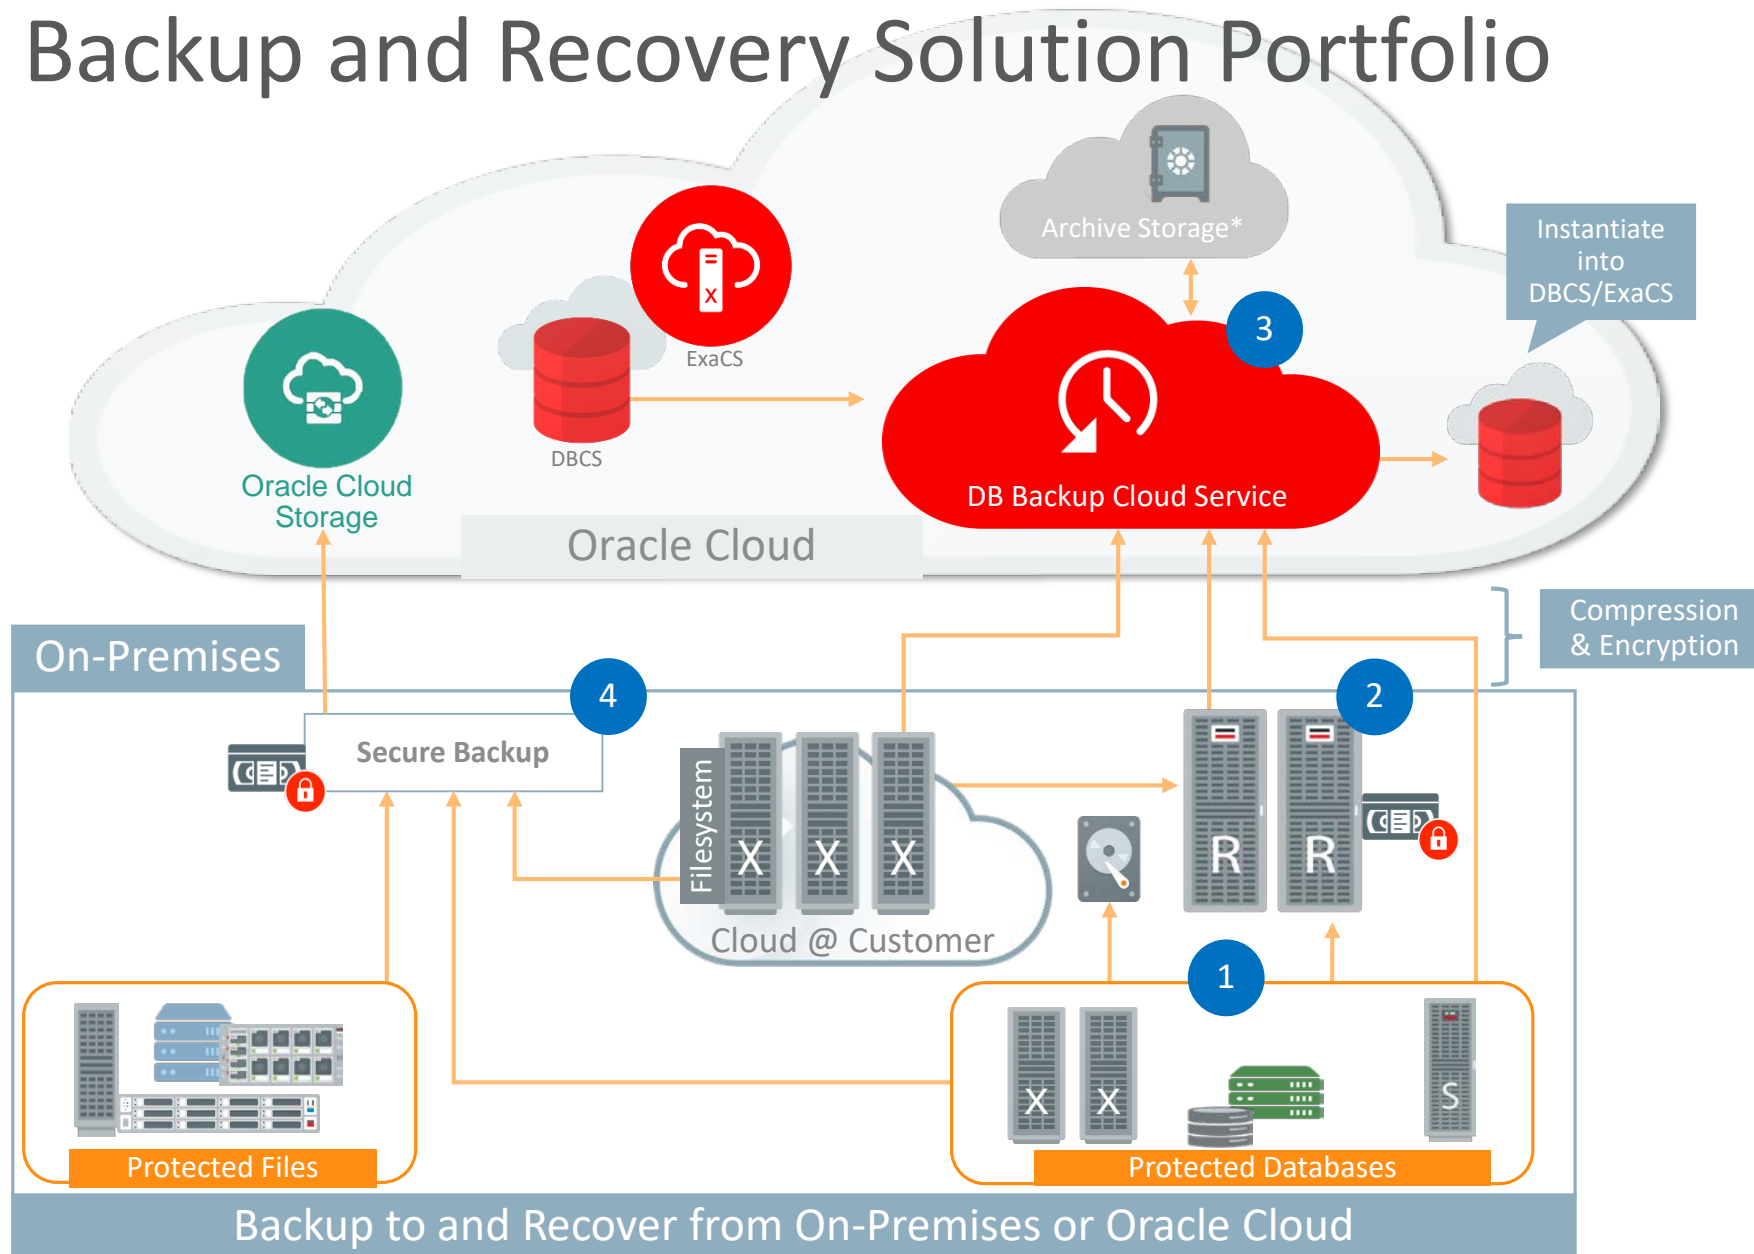 Backup and Recovery Solution Portfolio
Archive Storage*
Instantiate
into
DBCS/ExaCS
X
ExaCS
3
DBCS
Oracle Cloud
Storage
DB Backup Cloud Service
Oracle Cloud
Compression
& Encryption
On-Premises
4
2
Secure Backup
Filesystem
X
X
X
R
R
Cloud @ Customer
1
X
X
S
Protected Files
Protected Databases
Backup to and Recover from On-Premises or Oracle Cloud